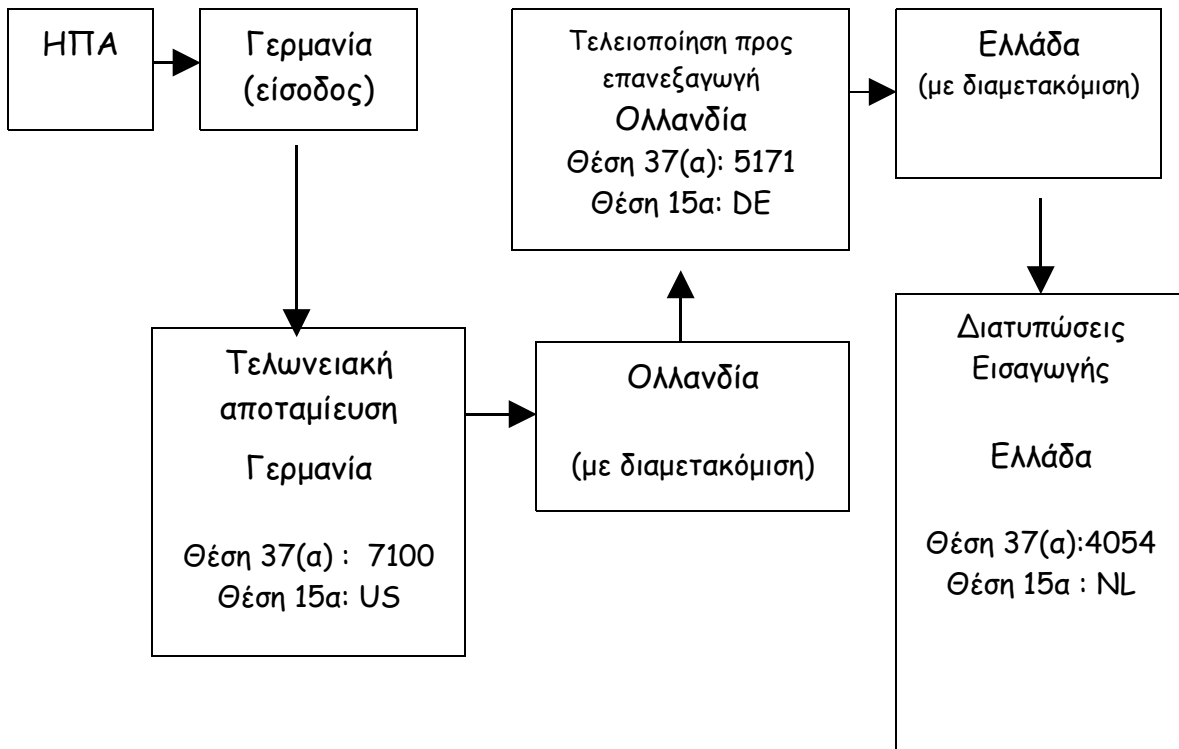 ΗΠΑ
Γερμανία
(είσοδος)
Τελωνειακή
αποταμίευση
Γερμανία
Θέση 37(α) : 7100
Θέση 15α: US
Ολλανδία
(με διαμετακόμιση)
Τελειοποίηση προς
επανεξαγωγή
Ολλανδία
Θέση 37(α): 5171
Θέση 15α: DE
Ελλάδα
(με διαμετακόμιση)
Διατυπώσεις
Εισαγωγής
Ελλάδα
Θέση 37(α):4054
Θέση 15α : NL